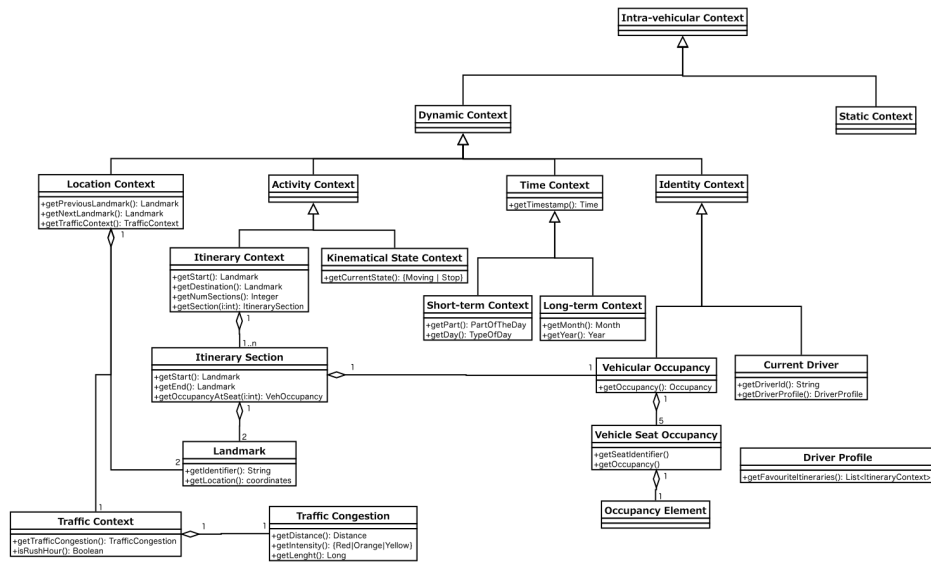 Intra-vehicular Context
Dynamic Context
Static Context
Location Context
+getPreviousLandmark(): Landmark
+getNextLandmark(): Landmark
+getTrafficContext(): TrafficContext
1
Activity Context
Time Context
+getTimestamp(): Time
Identity Context
Itinerary Context
+getStart(): Landmark
+getDestination(): Landmark
+getNumSections(): Integer
+getSection(i:int): ItinerarySection
1
1..n
Kinematical State Context
+getCurrentState(): {Moving | Stop}
Short-term Context
+getPart(): PartOfTheDay
+getDay(): TypeOfDay
Long-term Context
+getMonth(): Month
+getYear(): Year
Itinerary Section
+getStart(): Landmark
+getEnd(): Landmark
+getOccupancyAtSeat(i:int): VehOccupancy
1
1
1
2
Vehicular Occupancy
+getOccupancy(): Occupancy
1
5
Current Driver
+getDriverId(): String
+getDriverProfile(): DriverProfile
Landmark
+getIdentifier(): String
+getLocation(): coordinates
2
Vehicle Seat Occupancy
+getSeatIdentifier()
+getOccupancy()
1
1
Driver Profile
+getFavouriteItineraries(): List<ItineraryContext>
Occupancy Element
1
Traffic Context
+getTrafficCongestion(): TrafficCongestion
+isRushHour(): Boolean
1
1
Traffic Congestion
+getDistance(): Distance
+getIntensity(): {Red|Orange|Yellow}
+getLenght(): Long